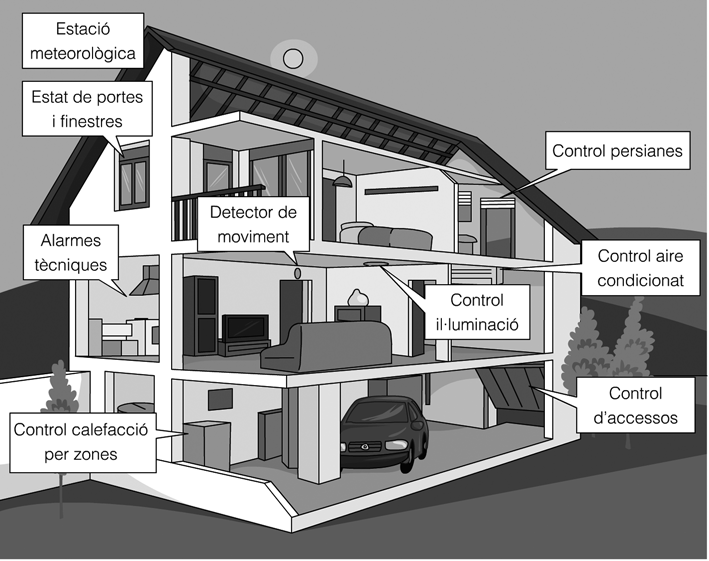 Estació
meteorològica
Estat de portes
i finestres
Control persianes
Detector de
moviment
Alarmes
tècniques
Control aire
condicionat
Control
il·luminació
Control
d'accessos
Control calefacció
per zones